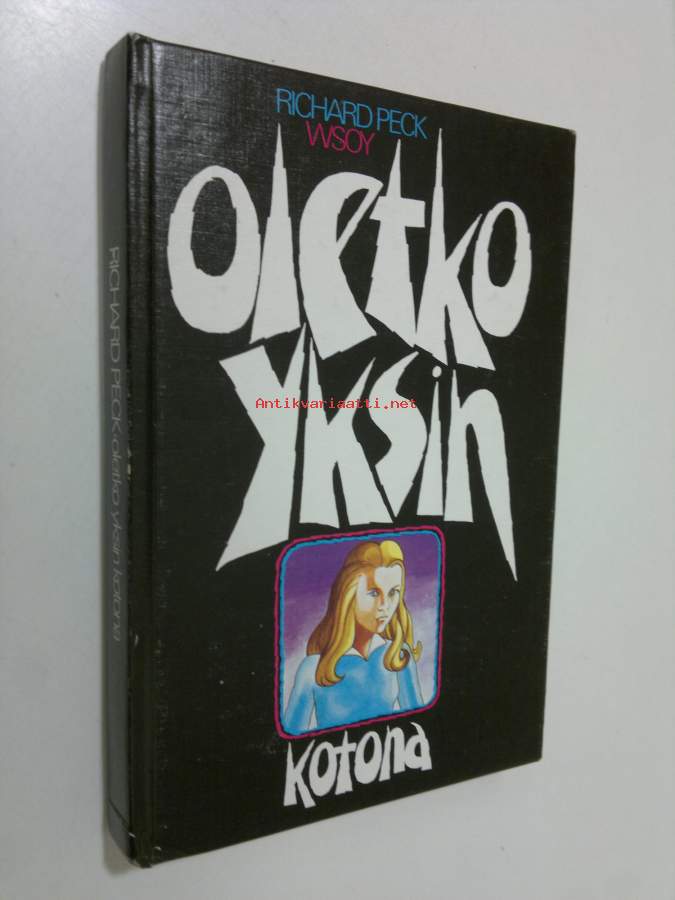 RICHARD PECK
WSOY
Oletko
yksin
kotona
RICHARD PECK oletko yksin kotona
Antikvariaatti.net